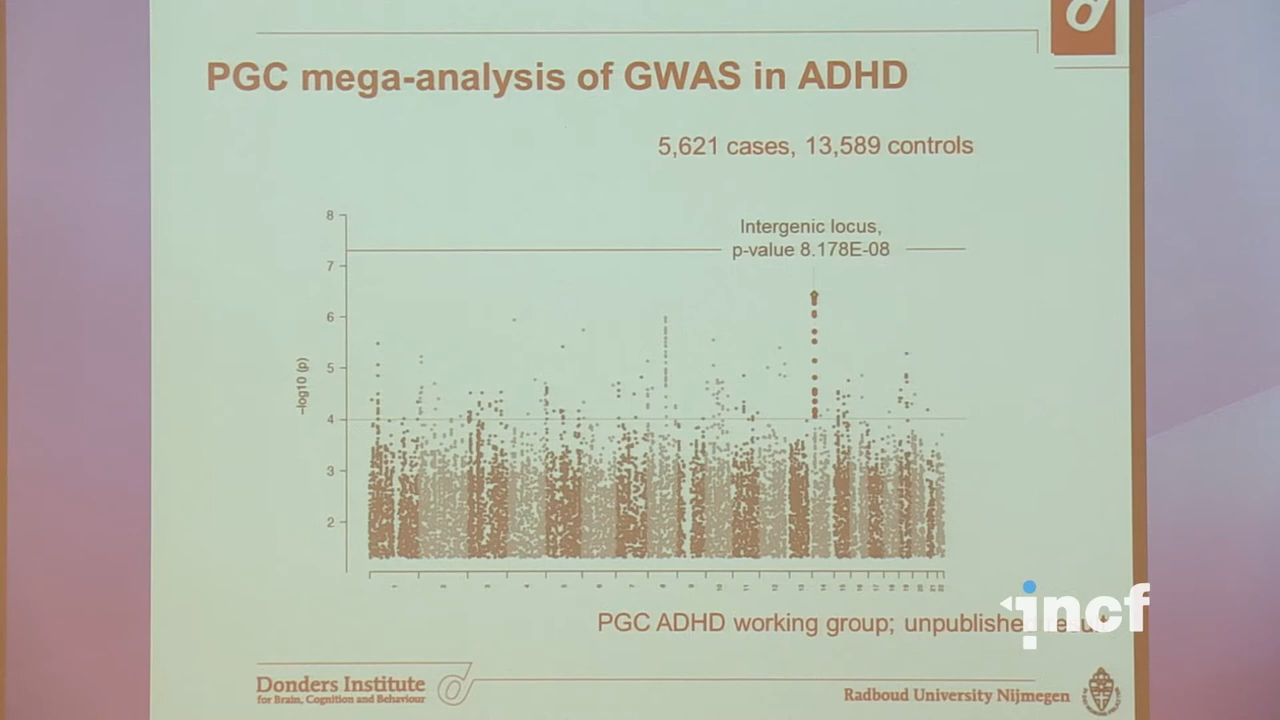 PGC mega-analysis of GWAS in ADHD
5,621 cases, 13,589 controls
Intergenic locus,
p-value 8.178E-08
8
7
6
5
4
3
2
–log10 (p)
PGC ADHD working group; unpublished result
incf
Donders Institute
for Brain, Cognition and Behaviour
Radboud University Nijmegen